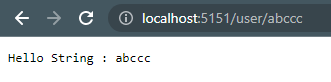 localhost:5151/user/abccc
Hello String : abccc